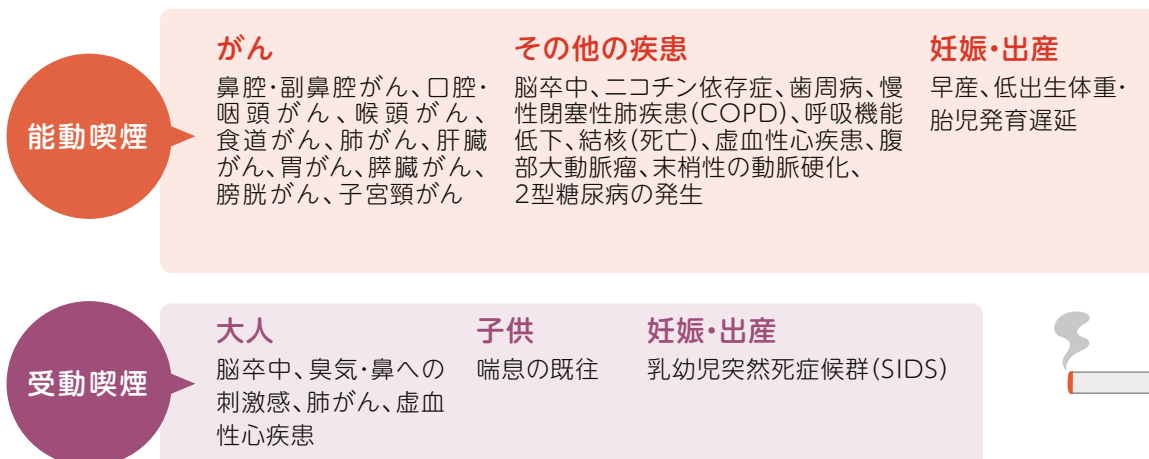 能動喫煙
がん
鼻腔・副鼻腔がん、口腔・
咽頭がん、喉頭がん、
食道がん、肺がん、肝臓
がん、胃がん、膵臓がん、
膀胱がん、子宮頸がん
その他の疾患
脳卒中、ニコチン依存症、歯周病、慢
性閉塞性肺疾患(COPD)、呼吸機能
低下、結核(死亡)、虚血性心疾患、腹
部大動脈瘤、末梢性の動脈硬化、
2型糖尿病の発生
妊娠・出産
早産、低出生体重・
胎児発育遅延
受動喫煙
大人
脳卒中、臭気・鼻への
刺激感、肺がん、虚血
性心疾患
子供
喘息の既往
妊娠・出産
乳幼児突然死症候群(SIDS)